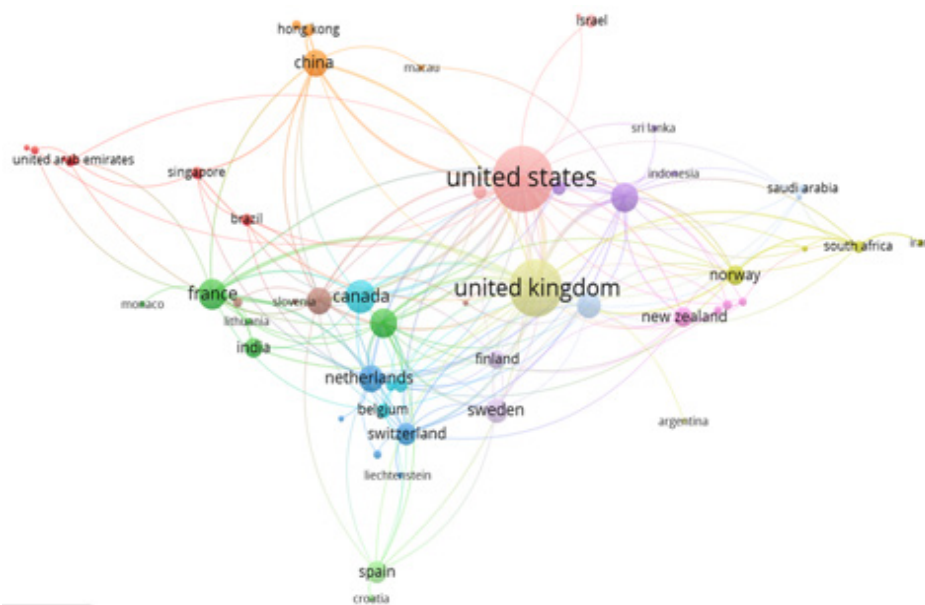 Israel
hong kong
china
macau
sri lanka
united arab emirates
singapore
united states
indonesia
saudi arabia
brazil
south africa
iran
norway
france
slovenia
canada
united kingdom
monaco
lithuania
new zealand
india
finland
netherlands
belgium
sweden
argentina
switzerland
liechtenstein
spain
croatia